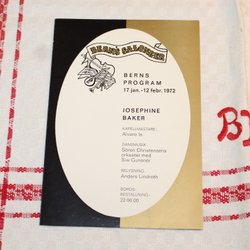 BERNS SALONGER
BERNS
PROGRAM
17 jan.-12 febr. 1972
JOSEPHINE
BAKER
KAPELLMÄSTARE:
Alvaro Is
DANSMUSIK:
Sören Christensens
orkester med
Siw Gunnér
BELYSNING:
Anders Lindroth
BORDS-
BESTÄLLNING:
22 06 00